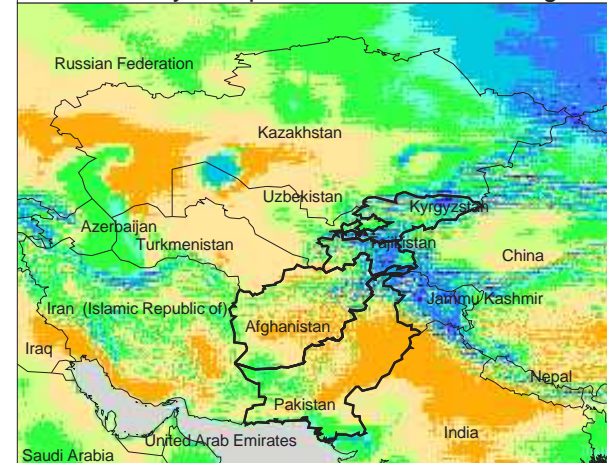 Russian Federation
Kazakhstan
Uzbekistan
Kyrgyzstan
Azerbaijan
Turkmenistan
Tajikistan
China
Iran (Islamic Republic of)
Jammu Kashmir
Afghanistan
Iraq
Nepal
Pakistan
India
United Arab Emirates
Saudi Arabia